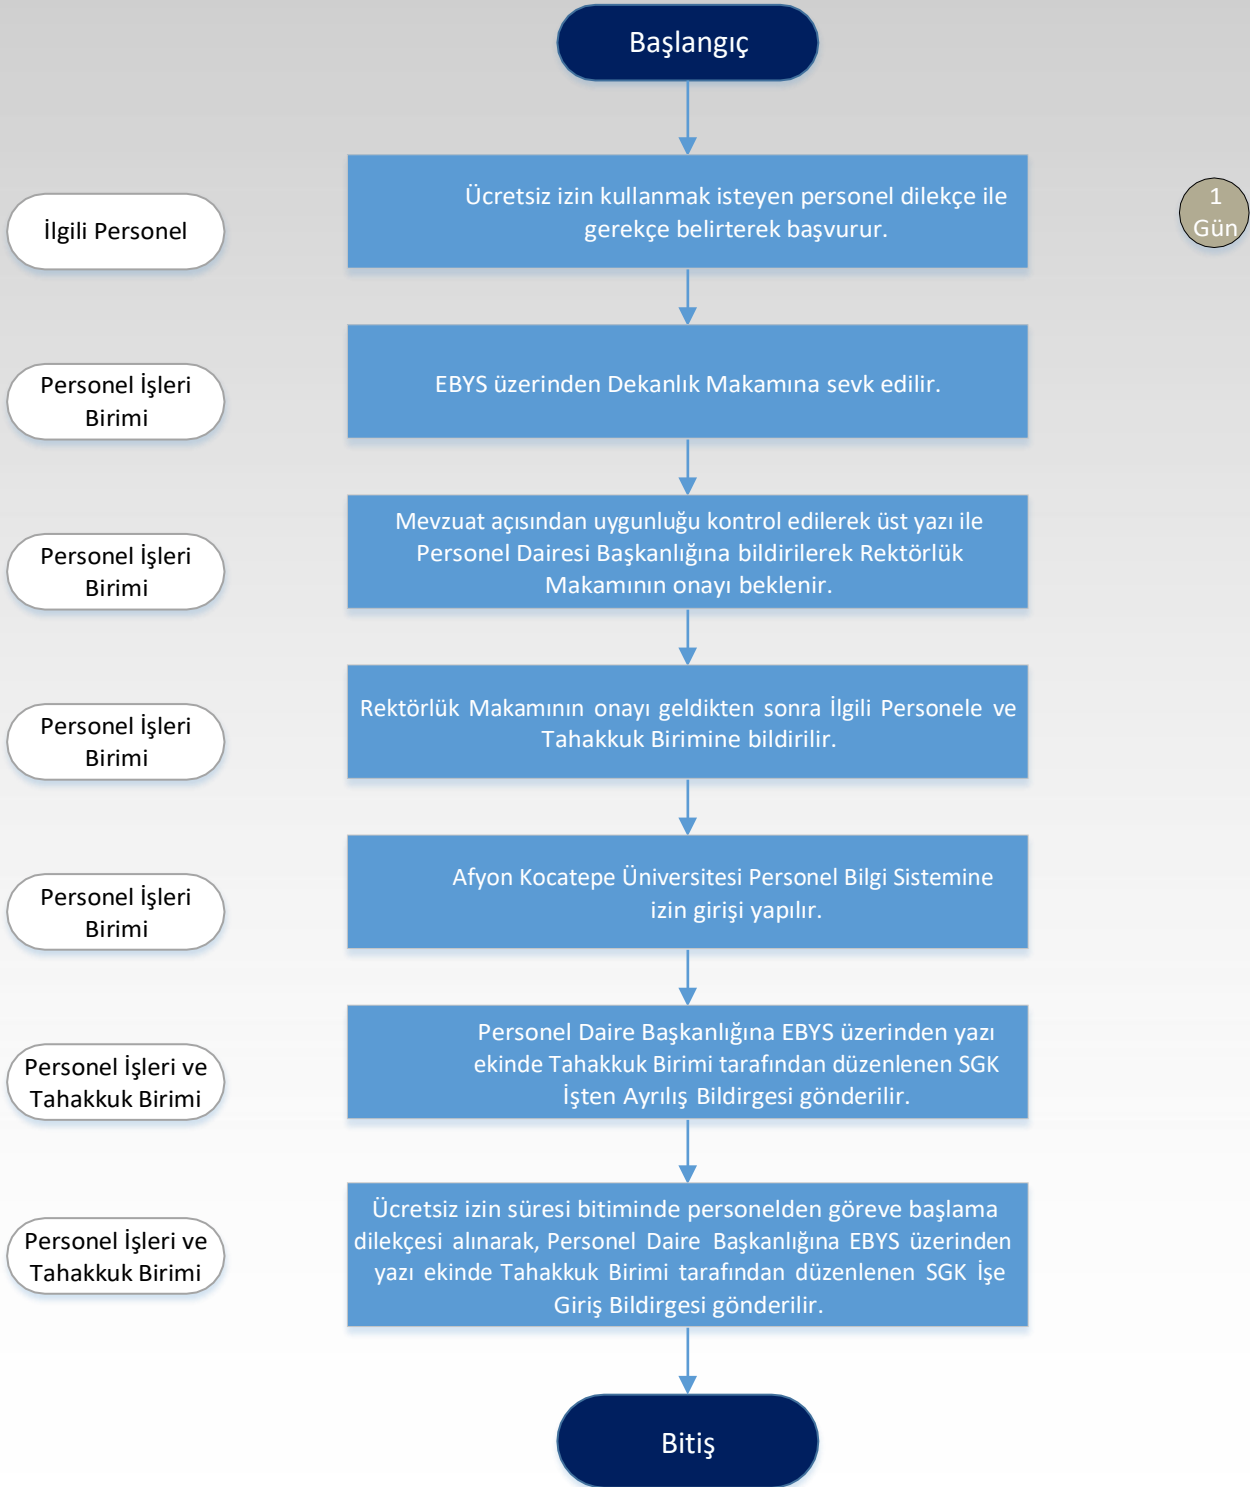 Başlangıç
İlgili Personel
Ücretsiz izin kullanmak isteyen personel dilekçe ile
gerekçe belirterek başvurur.
1
Gün
Personel İşleri
Birimi
EBYS üzerinden Dekanlık Makamına sevk edilir.
Personel İşleri
Birimi
Mevzuat açısından uygunluğu kontrol edilerek üst yazı ile
Personel Dairesi Başkanlığına bildirilerek Rektörlük
Makamının onayı beklenir.
Personel İşleri
Birimi
Rektörlük Makamının onayı geldikten sonra İlgili Personele ve
Tahakkuk Birimine bildirilir.
Personel İşleri
Birimi
Afyon Kocatepe Üniversitesi Personel Bilgi Sistemine
izin girişi yapılır.
Personel İşleri ve
Tahakkuk Birimi
Personel Daire Başkanlığına EBYS üzerinden yazı
ekinde Tahakkuk Birimi tarafından düzenlenen SGK
İşten Ayrılış Bildirgesi gönderilir.
Personel İşleri ve
Tahakkuk Birimi
Ücretsiz izin süresi bitiminde personelden göreve başlama
dilekçesi alınarak, Personel Daire Başkanlığına EBYS üzerinden
yazı ekinde Tahakkuk Birimi tarafından düzenlenen SGK İşe
Giriş Bildirgesi gönderilir.
Bitiş